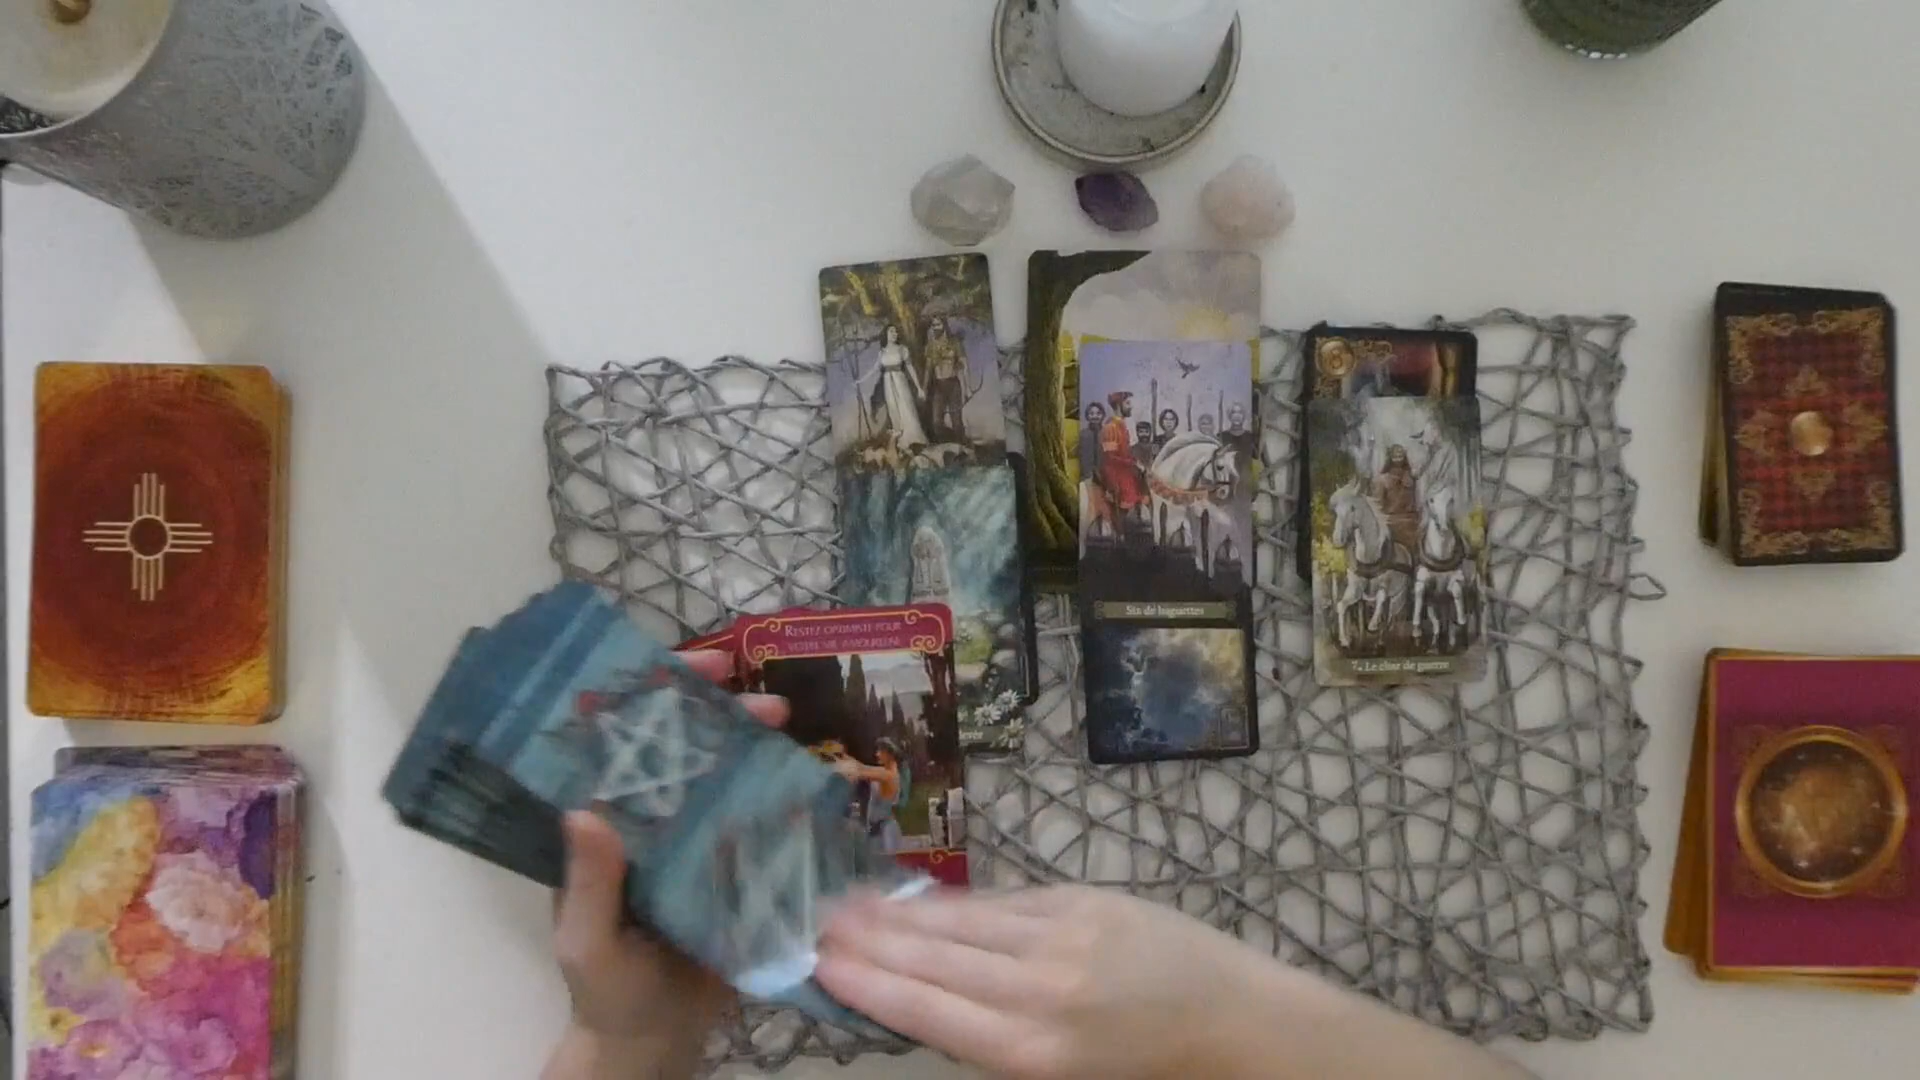 Six de baguettes
7. Le char de guerre
RESTEZ OPTIMISTE POUR
VOTRE VIE AMOUREUSE